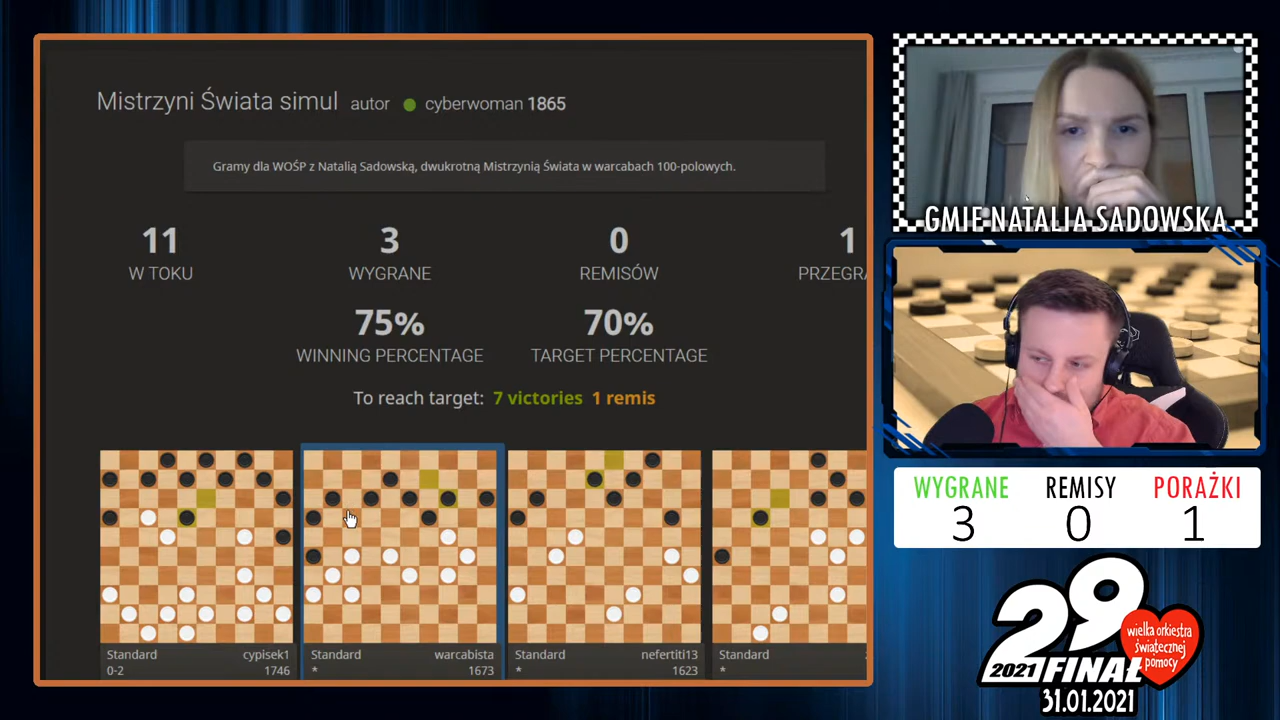 Mistrzyni Świata simul autor cyberwoman 1865
Gramy dla WOŚP z Natalią Sadowską, dwukrotną Mistrzynią Świata w warcabach 100-polowych.
11 3 0 1
W TOKU WYGRANE REMISÓW PRZEGRA
75% 70%
WINNING PERCENTAGE TARGET PERCENTAGE
To reach target: 7 victories 1 remis
Standard cypisek1
0-2 1746
Standard warcabista
* 1673
Standard nefertiti13
* 1623
Standard
*
GMIE NATALIA SADOWSKA
WYGRANE REMISY PORAŻKI
3 0 1
29
2021 FINAŁ
wielka orkiestra
świątecznej
pomocy
31.01.2021